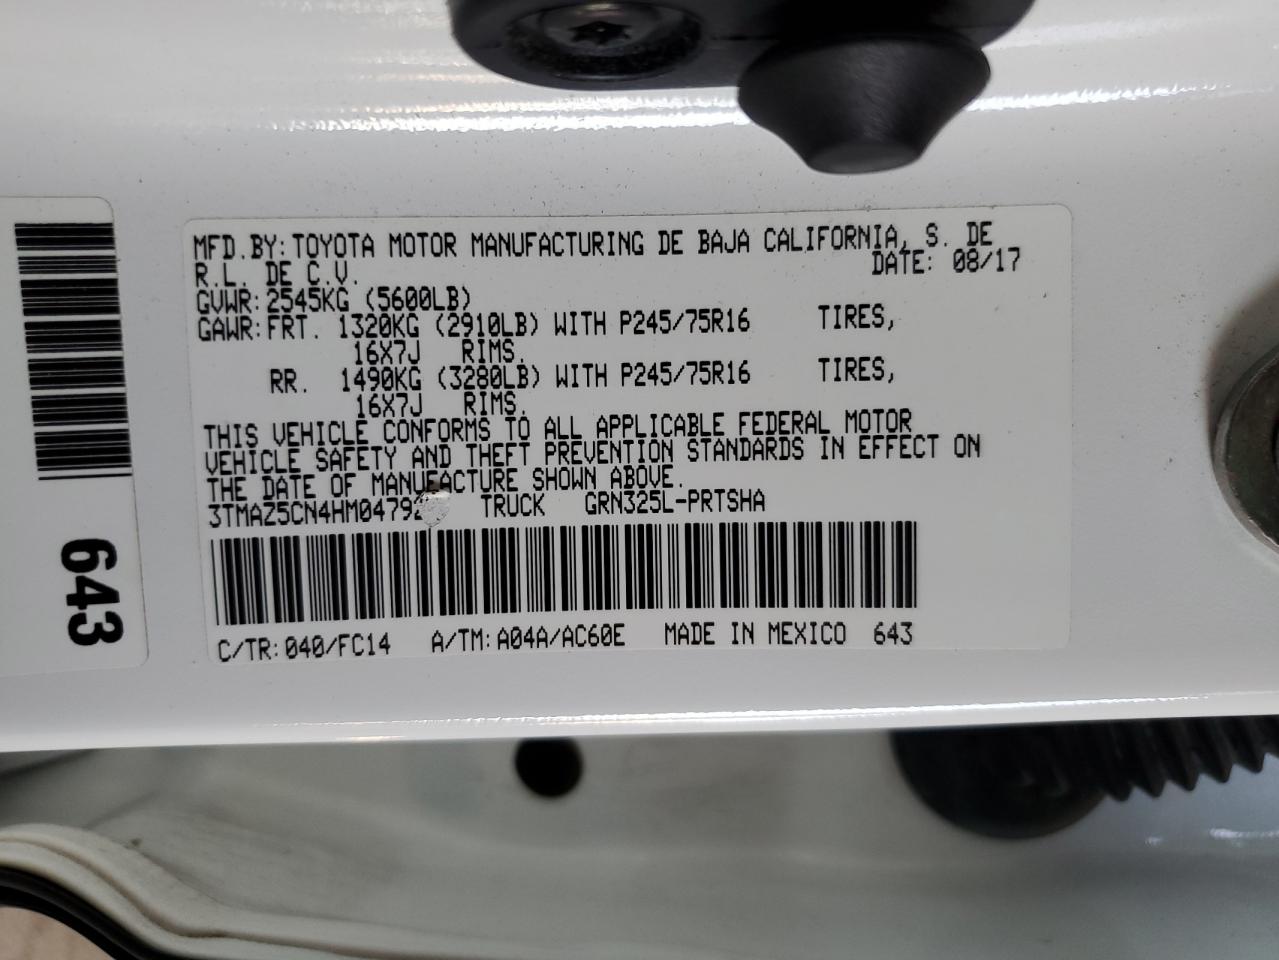 MFD.BY: TOYOTA MOTOR MANUFACTURING DE BAJA CALIFORNIA, S. DE
R.L. DE C.V. DATE: 08/17
GVWR: 2545KG (5600LB)
GAWR: FRT. 1320KG (2910LB) WITH P245/75R16 TIRES,
16X7J RIMS.
RR. 1490KG (3280LB) WITH P245/75R16 TIRES,
16X7J RIMS.
THIS VEHICLE CONFORMS TO ALL APPLICABLE FEDERAL MOTOR
VEHICLE SAFETY AND THEFT PREVENTION STANDARDS IN EFFECT ON
THE DATE OF MANUFACTURE SHOWN ABOVE.
TRUCK GRN325L-PRTSHA
C/TR: 040/FC14 A/TM: A04A/AC60E MADE IN MEXICO 643
643